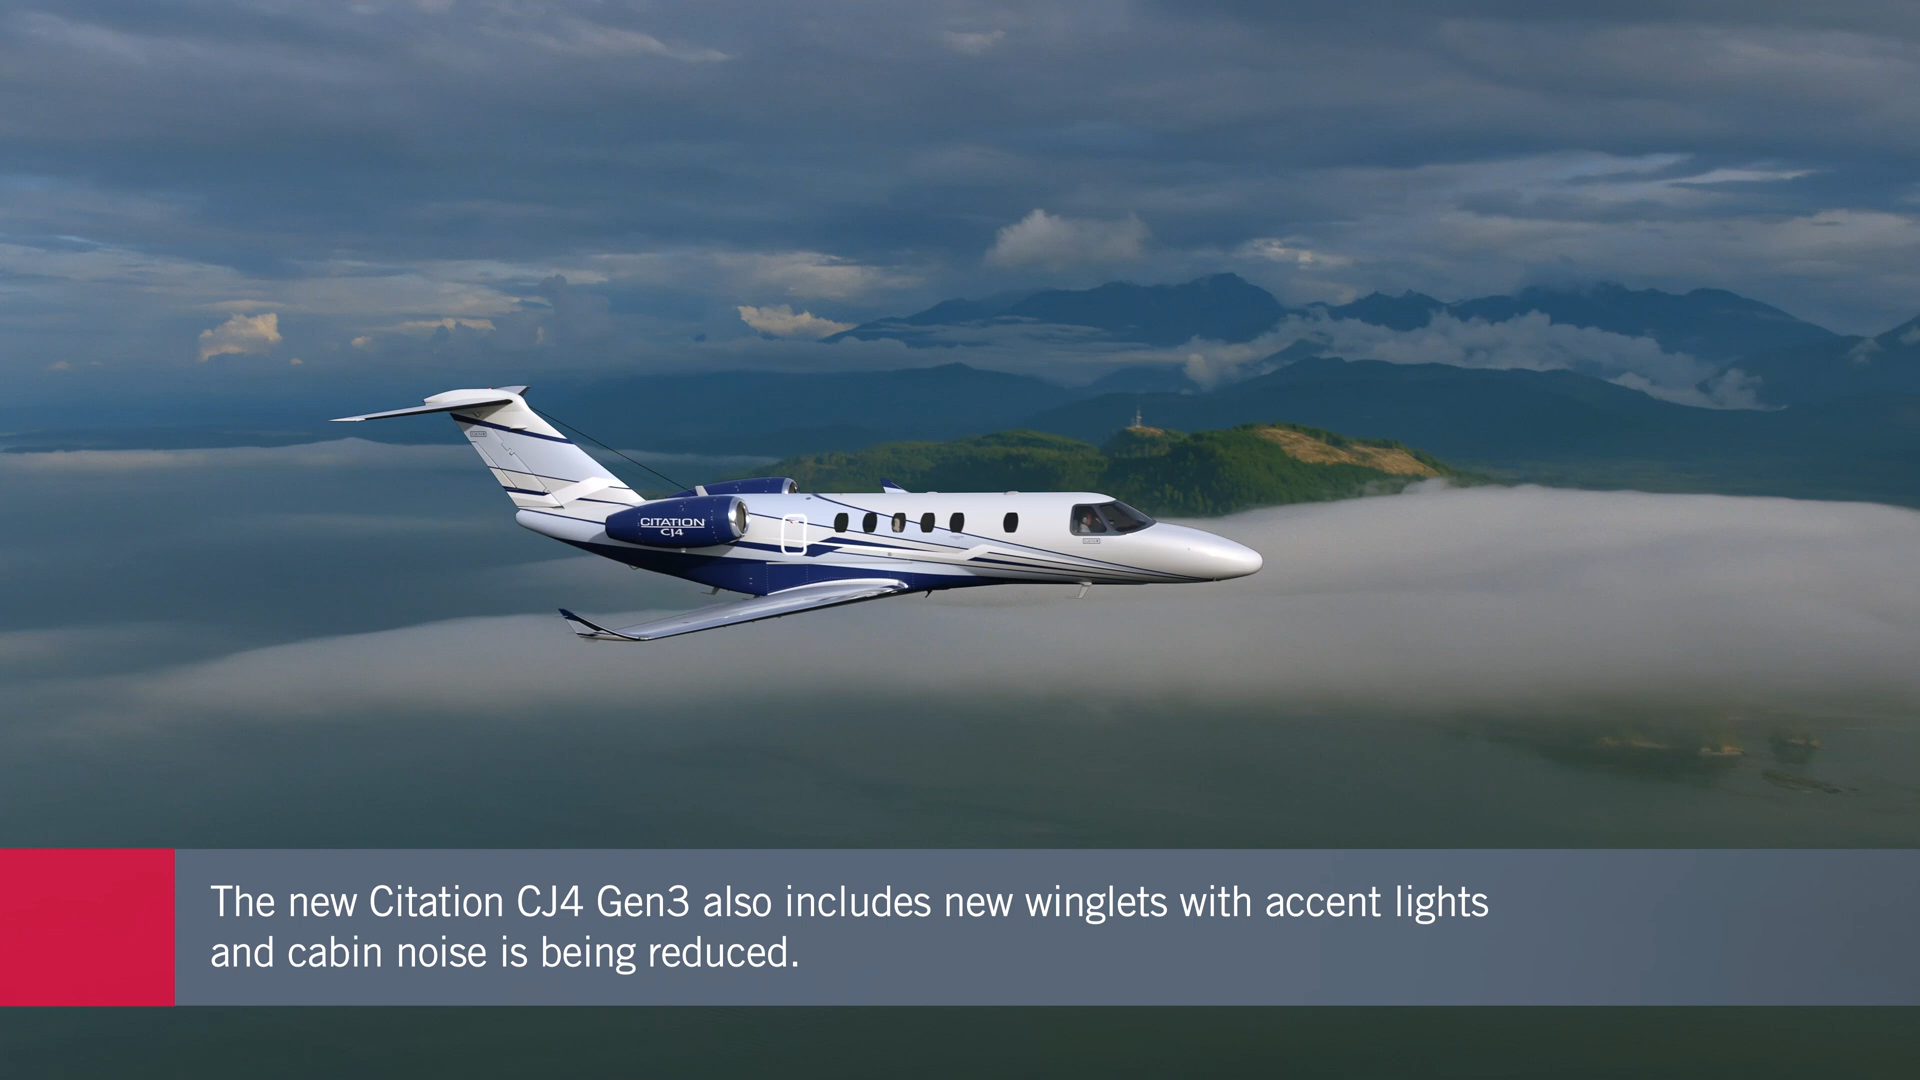 CITATION
CJ4
The new Citation CJ4 Gen3 also includes new winglets with accent lights
and cabin noise is being reduced.